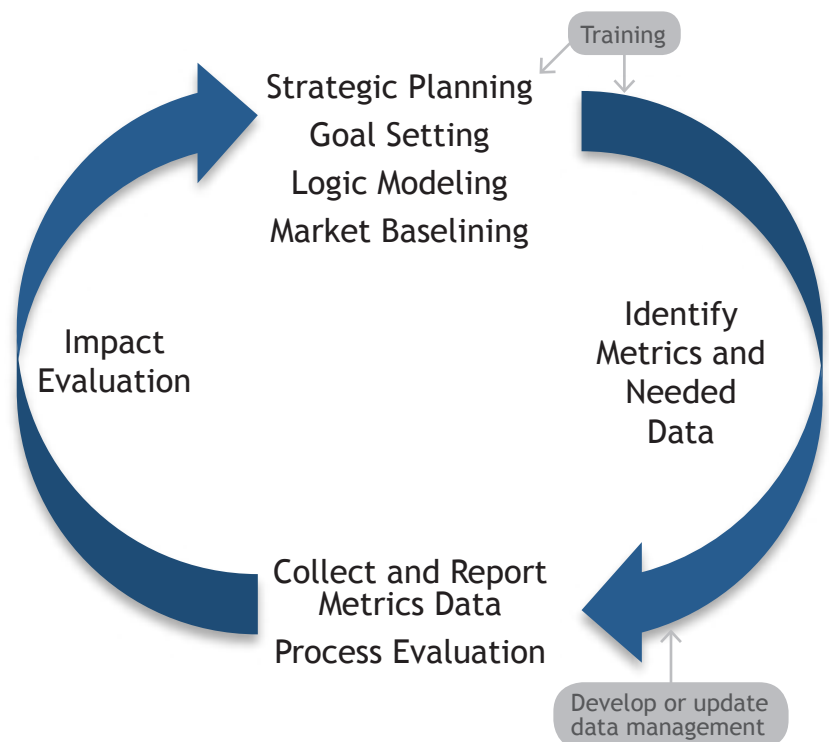 Training
Strategic Planning
Goal Setting
Logic Modeling
Market Baselining
Identify
Metrics and
Needed
Data
Impact
Evaluation
Collect and Report
Metrics Data
Process Evaluation
Develop or update
data management